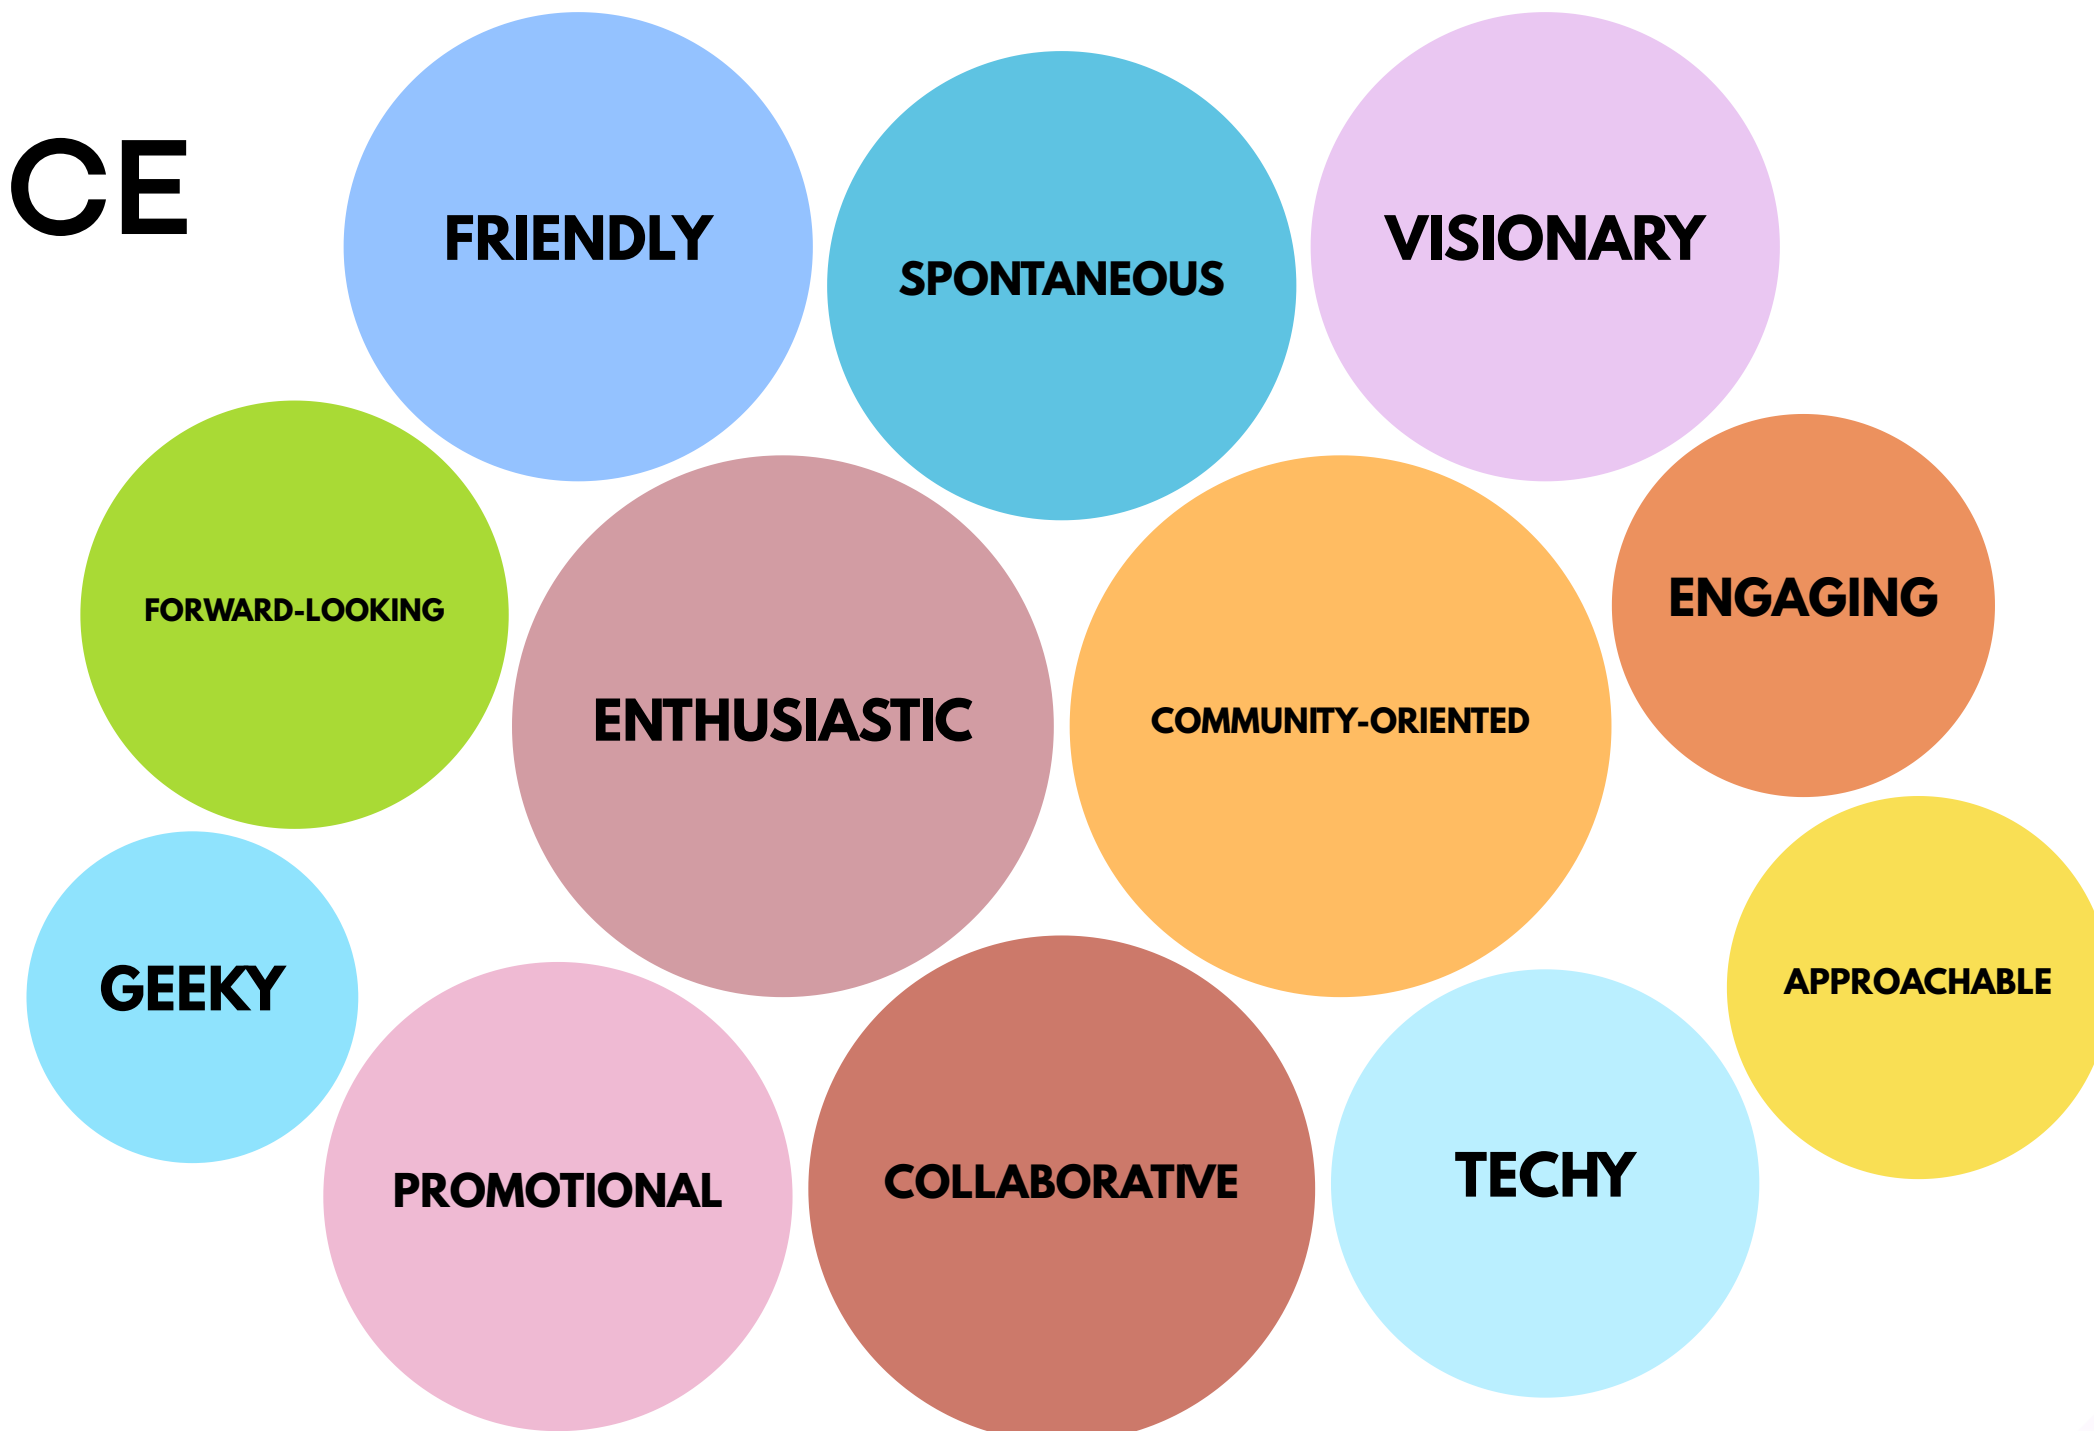 CE
FRIENDLY
SPONTANEOUS
VISIONARY
FORWARD-LOOKING
ENTHUSIASTIC
COMMUNITY-ORIENTED
ENGAGING
GEEKY
PROMOTIONAL
COLLABORATIVE
TECHY
APPROACHABLE